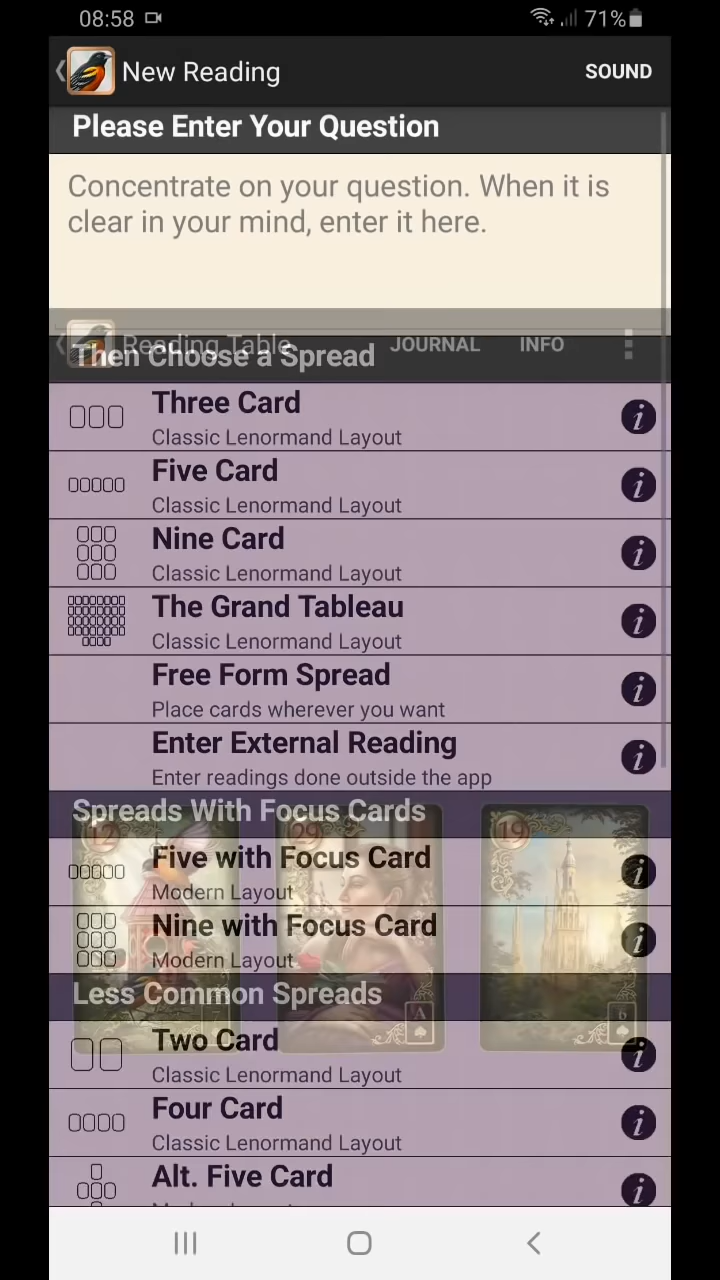 08:58
71%
New Reading
SOUND
Please Enter Your Question
Concentrate on your question. When it is
clear in your mind, enter it here.
Reading Table
JOURNAL
INFO
Then Choose a Spread
Three Card
Classic Lenormand Layout
Five Card
Classic Lenormand Layout
Nine Card
Classic Lenormand Layout
The Grand Tableau
Classic Lenormand Layout
Free Form Spread
Place cards wherever you want
Enter External Reading
Enter readings done outside the app
Spreads With Focus Cards
12
29
19
Five with Focus Card
Modern Layout
Nine with Focus Card
Modern Layout
Less Common Spreads
7
A
6
Two Card
Classic Lenormand Layout
Four Card
Classic Lenormand Layout
Alt. Five Card